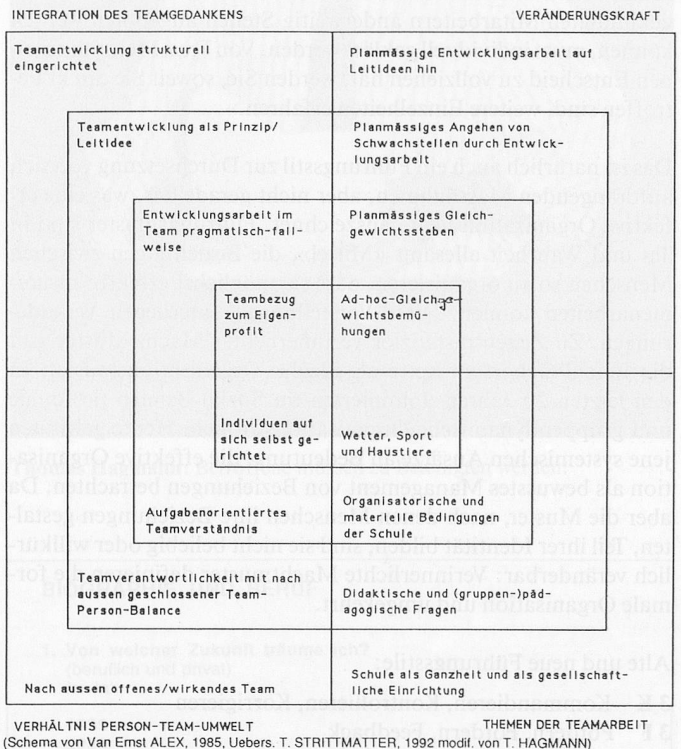 INTEGRATION DES TEAMGEDANKENS
VERÄNDERUNGSKRAFT
Teamentwicklung strukturell
eingerichtet
Planmässige Entwicklungsarbeit auf
Leitideen hin
Teamentwicklung als Prinzip/
Leitidee
Planmässiges Angehen von
Schwachstellen durch Entwick-
lungsarbeit
Entwicklungsarbeit im
Team pragmatisch-fall-
weise
Planmässiges Gleich-
gewichtssteben
Teambezug
zum Eigen-
profit
Ad-hoc-Gleichge-
wichtsbemü-
hungen
Individuen auf
sich selbst ge-
richtet
Wetter, Sport
und Haustiere
Aufgabenorientiertes
Teamverständnis
Organisatorische und
materielle Bedingungen
der Schule
Teamverantwortlichkeit mit nach
aussen geschlossener Team-
Person-Balance
Didaktische und (gruppen-)päd-
agogische Fragen
Nach aussen offenes/wirkendes Team
Schule als Ganzheit und als gesellschaft-
liche Einrichtung
VERHÄLTNIS PERSON-TEAM-UMWELT
THEMEN DER TEAMARBEIT
(Schema von Van Ernst ALEX, 1985, Uebers. T. STRITTMATTER, 1992 modif. von T. HAGMANN)